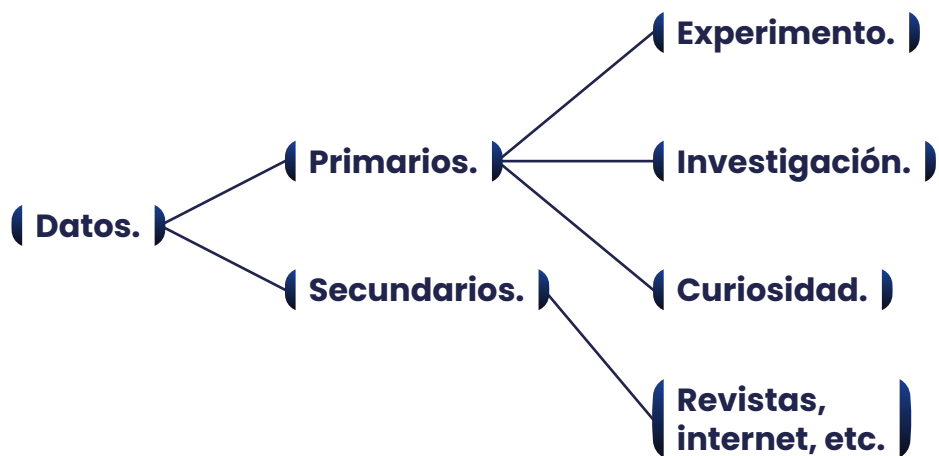 Experimento.
Primarios.
Investigación.
Datos.
Secundarios.
Curiosidad.
Revistas,
internet, etc.